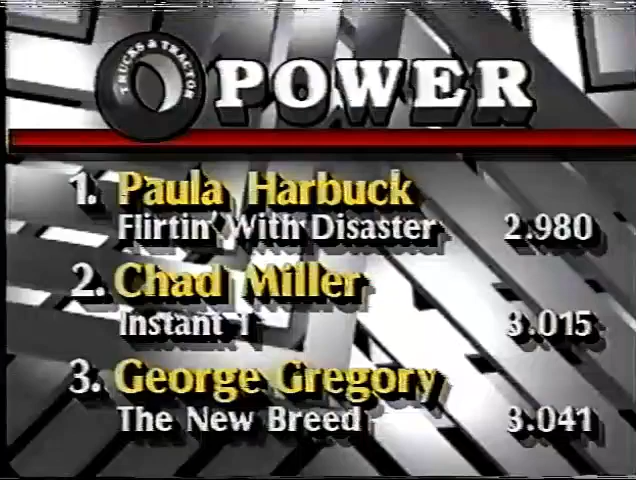 TRUCKS & TRACTOR
POWER
1. Paula Harbuck
Flirtin' With Disaster 2.980
2. Chad Miller
Instant 1 3.015
3. George Gregory
The New Breed 3.041